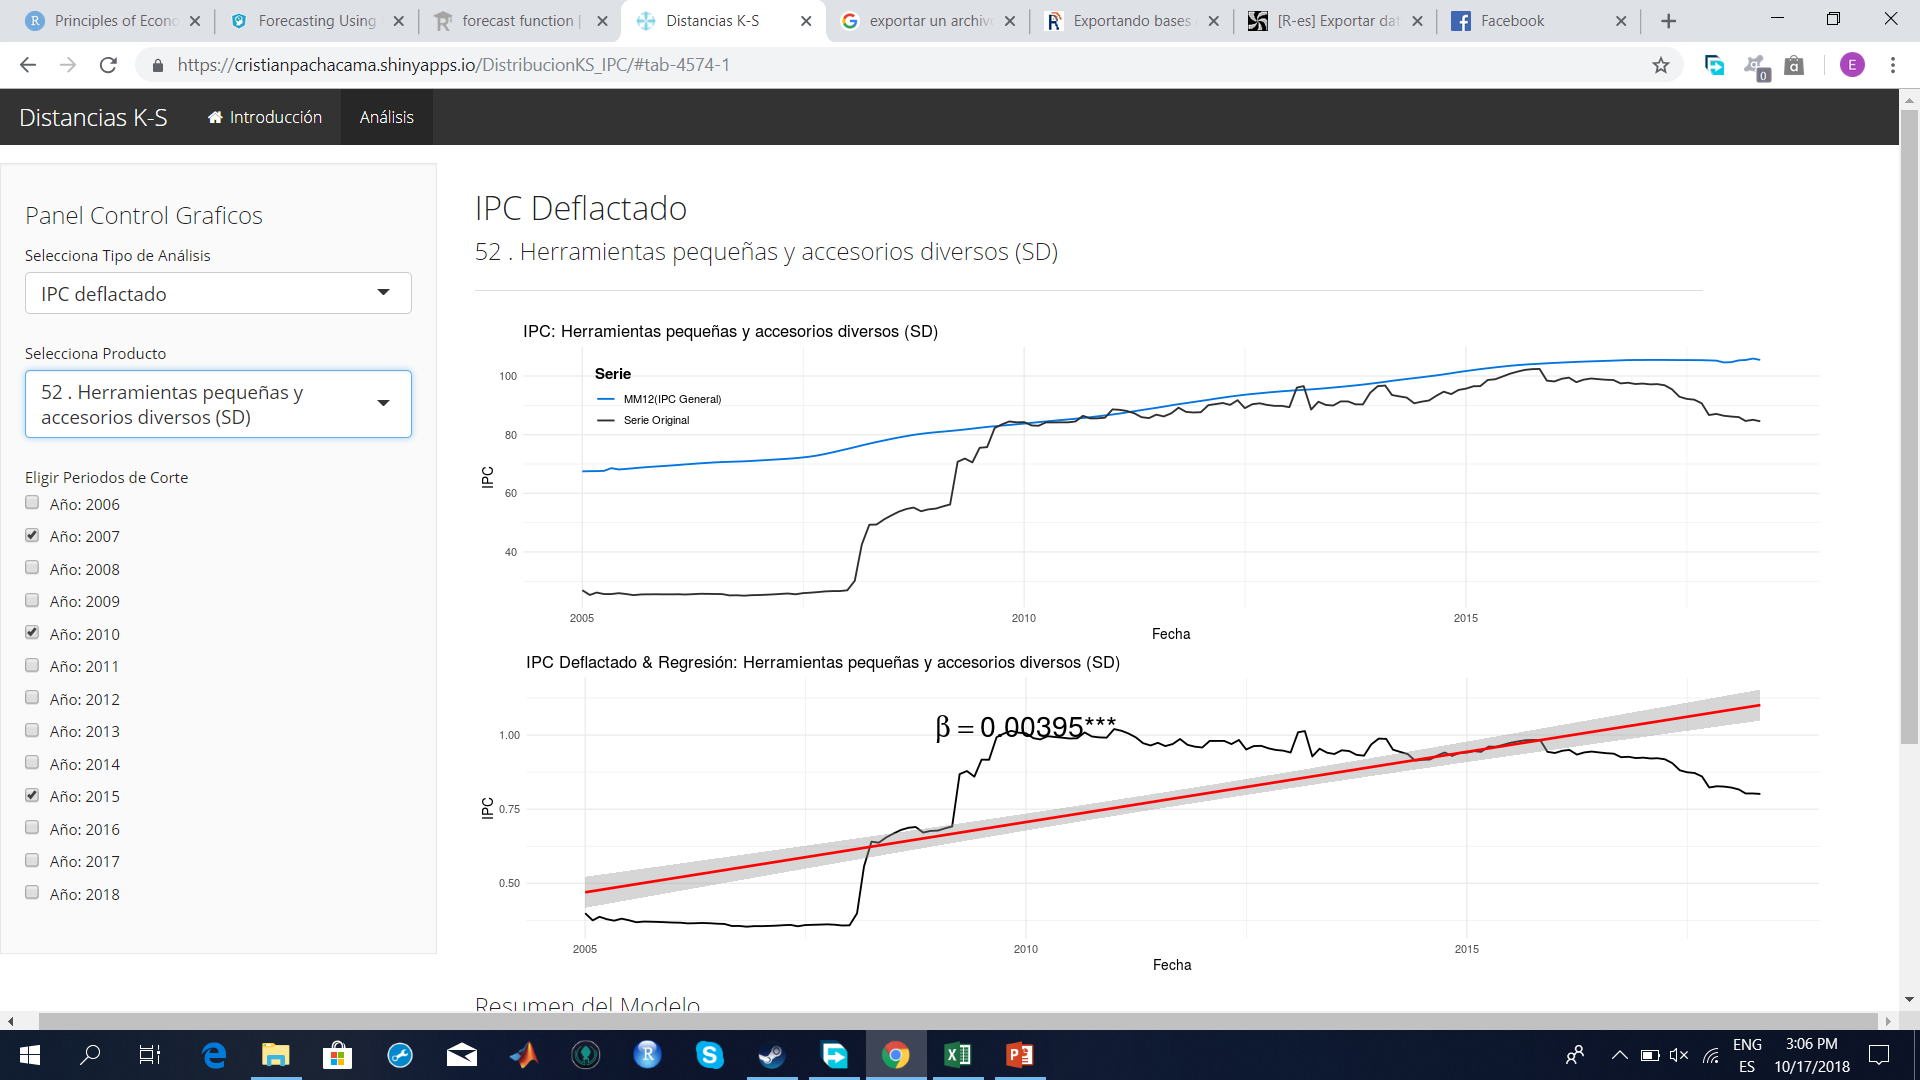 Principles of Econo
Forecasting Using
forecast function |
Distancias K-S
exportar un archivo
Exportando bases
[R-es] Exportar dat
Facebook
https://cristianpachacama.shinyapps.io/DistribucionKS_IPC/#tab-4574-1
0
a
E
Distancias K-S
Introducción
Análisis
Panel Control Graficos
Selecciona Tipo de Análisis
IPC deflactado
Selecciona Producto
52 . Herramientas pequeñas y
accesorios diversos (SD)
Eligir Periodos de Corte
Año: 2006
Año: 2007
Año: 2008
Año: 2009
Año: 2010
Año: 2011
Año: 2012
Año: 2013
Año: 2014
Año: 2015
Año: 2016
Año: 2017
Año: 2018
IPC Deflactado
52 . Herramientas pequeñas y accesorios diversos (SD)
IPC: Herramientas pequeñas y accesorios diversos (SD)
Serie
MM12(IPC General)
Serie Original
100
80
60
40
IPC
2005
2010
2015
Fecha
IPC Deflactado & Regresión: Herramientas pequeñas y accesorios diversos (SD)
β = 0.00395***
1.00
0.75
0.50
IPC
2005
2010
2015
Fecha
Resumen del Modelo
ENG
ES
3:06 PM
10/17/2018